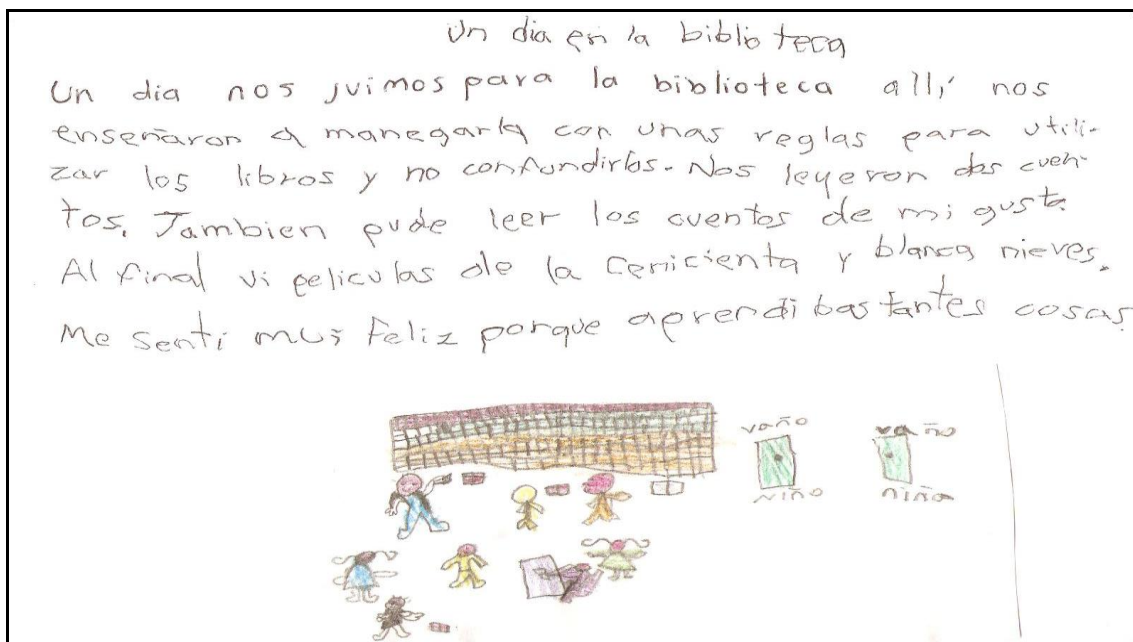 Un dia en la biblioteca
Un dia nos juimos para la biblioteca allí nos
enseñaron a manegarla con unas reglas para utili-
zar los libros y no confundirlos. Nos leyeron dos cuen-
tos. Tambien pude leer los cuentos de mi gusto.
Al final vi peliculas de la Cenicienta y blanca nieves.
Me sentí mui feliz porque aprendi bastantes cosas
vaño vaño
niño niña